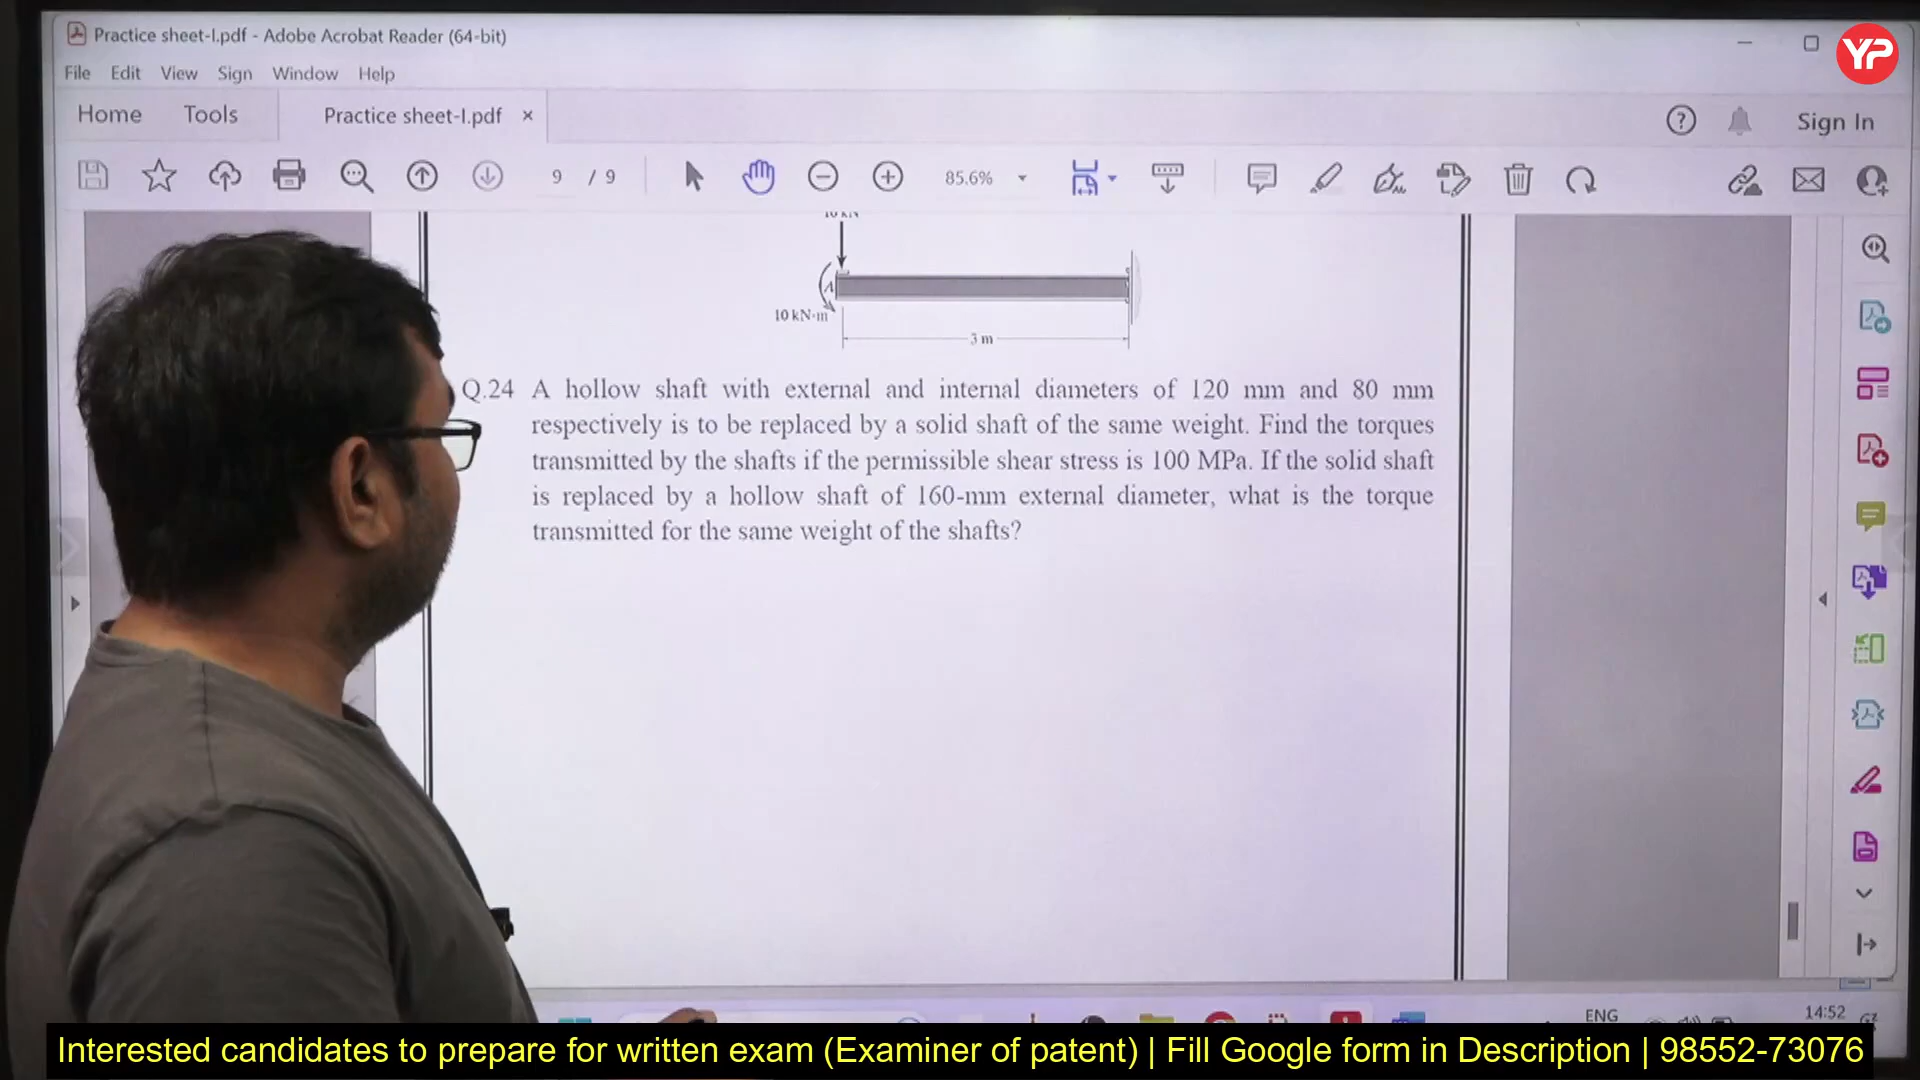 Practice sheet-I.pdf - Adobe Acrobat Reader (64-bit)
YP
File Edit View Sign Window Help
Home Tools Practice sheet-I.pdf ×
Sign In
9 / 9 85.6%
10 kN
A
10 kN·m
3 m
Q.24 A hollow shaft with external and internal diameters of 120 mm and 80 mm
respectively is to be replaced by a solid shaft of the same weight. Find the torques
transmitted by the shafts if the permissible shear stress is 100 MPa. If the solid shaft
is replaced by a hollow shaft of 160-mm external diameter, what is the torque
transmitted for the same weight of the shafts?
ENG
14:52
Interested candidates to prepare for written exam (Examiner of patent) | Fill Google form in Description | 98552-73076